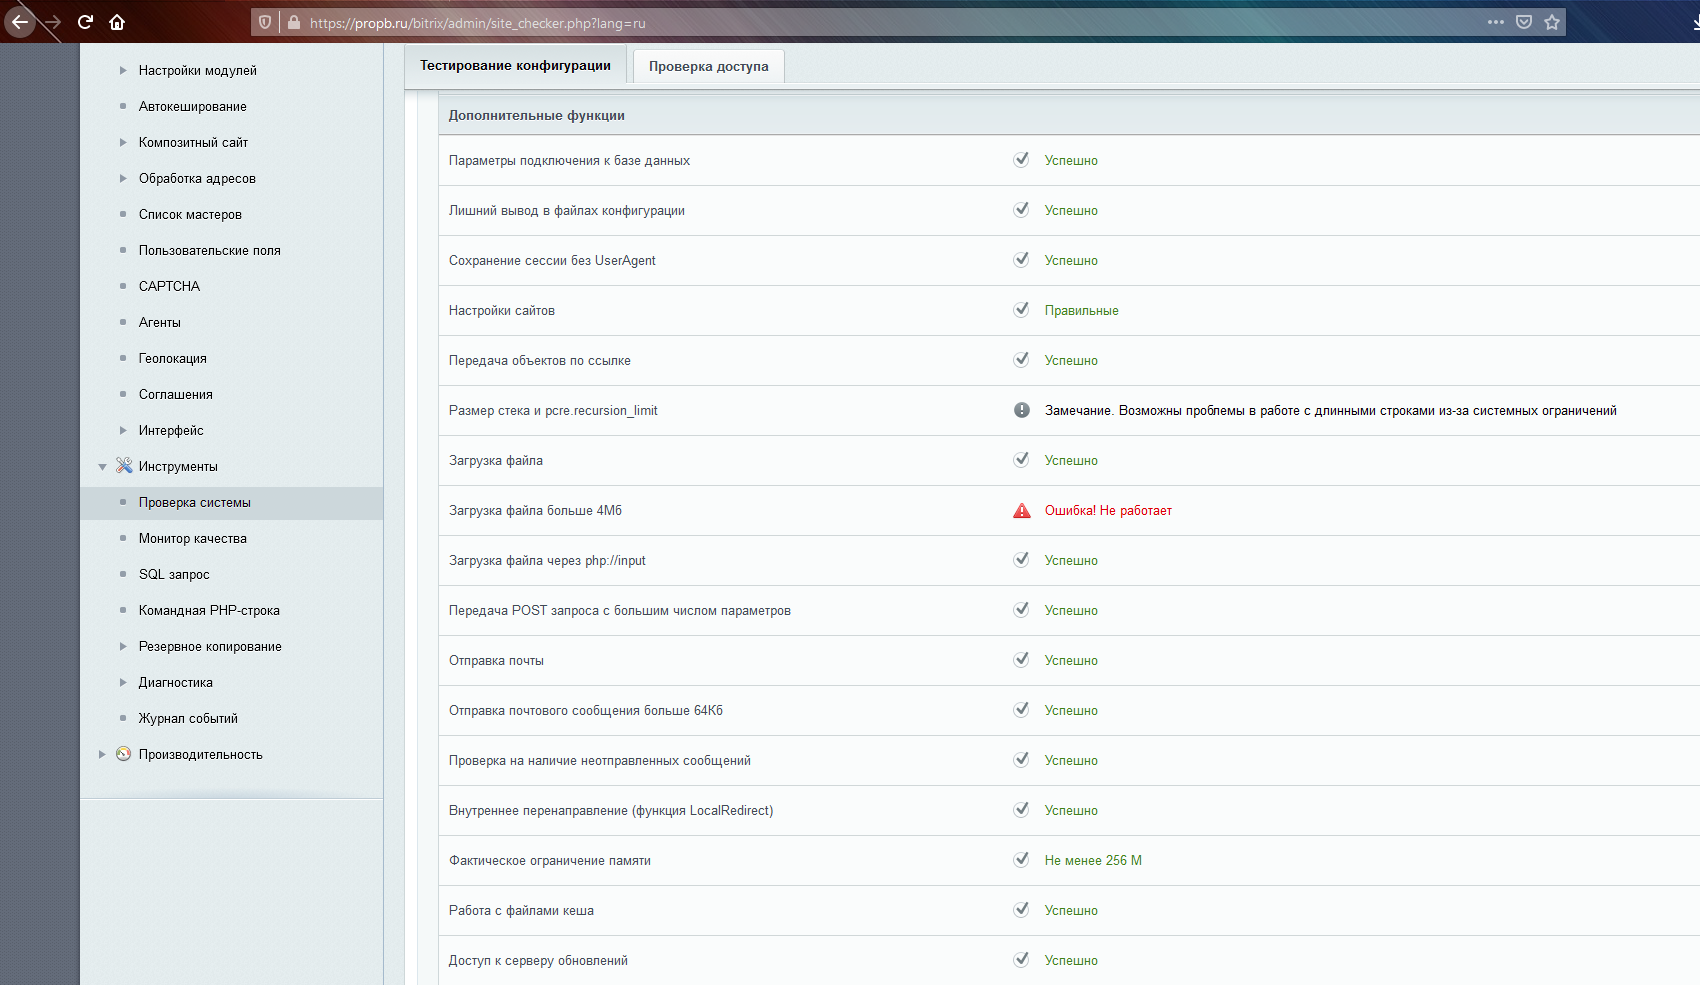 https://propb.ru/bitrix/admin/site_checker.php?lang=ru
Настройки модулей
Автокеширование
Композитный сайт
Обработка адресов
Список мастеров
Пользовательские поля
CAPTCHA
Агенты
Геолокация
Соглашения
Интерфейс
Инструменты
Проверка системы
Монитор качества
SQL запрос
Командная PHP-строка
Резервное копирование
Диагностика
Журнал событий
Производительность
Тестирование конфигурации
Проверка доступа
Дополнительные функции
Параметры подключения к базе данных Успешно
Лишний вывод в файлах конфигурации Успешно
Сохранение сессии без UserAgent Успешно
Настройки сайтов Правильные
Передача объектов по ссылке Успешно
Размер стека и pcre.recursion_limit Замечание. Возможны проблемы в работе с длинными строками из-за системных ограничений
Загрузка файла Успешно
Загрузка файла больше 4Мб Ошибка! Не работает
Загрузка файла через php://input Успешно
Передача POST запроса с большим числом параметров Успешно
Отправка почты Успешно
Отправка почтового сообщения больше 64Кб Успешно
Проверка на наличие неотправленных сообщений Успешно
Внутреннее перенаправление (функция LocalRedirect) Успешно
Фактическое ограничение памяти Не менее 256 М
Работа с файлами кеша Успешно
Доступ к серверу обновлений Успешно